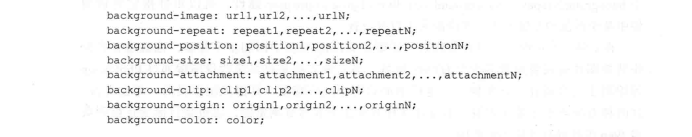 background-image: url1,url2,...,urlN;
background-repeat: repeat1,repeat2,...,repeatN;
background-position: position1,position2,...,positionN;
background-size: size1,size2,...,sizeN;
background-attachment: attachment1,attachment2,...,attachmentN;
background-clip: clip1,clip2,...,clipN;
background-origin: origin1,origin2,...,originN;
background-color: color;